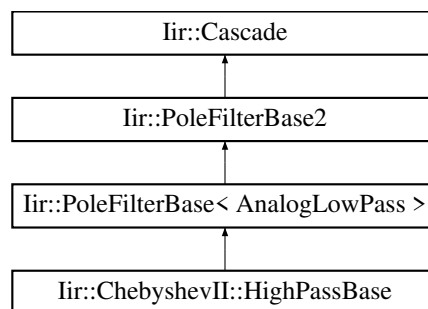 Iir::Cascade
Iir::PoleFilterBase2
Iir::PoleFilterBase< AnalogLowPass >
Iir::ChebyshevII::HighPassBase